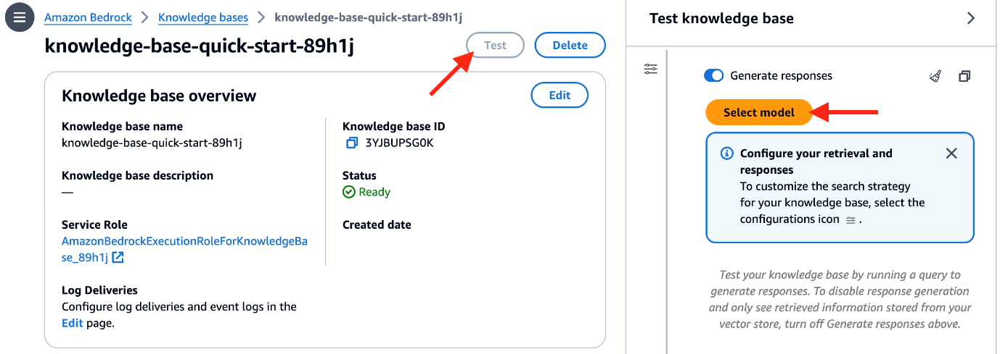 Amazon Bedrock > Knowledge bases > knowledge-base-quick-start-89h1j
knowledge-base-quick-start-89h1j
Test
Delete
Knowledge base overview
Edit
Knowledge base name
knowledge-base-quick-start-89h1j
Knowledge base description
—
Service Role
AmazonBedrockExecutionRoleForKnowledgeBa
se_89h1j
Log Deliveries
Configure log deliveries and event logs in the
Edit page.
Knowledge base ID
3YJBUPSG0K
Status
Ready
Created date
Test knowledge base
Generate responses
Select model
Configure your retrieval and
responses
To customize the search strategy
for your knowledge base, select the
configurations icon .
Test your knowledge base by running a query to
generate responses. To disable response generation
and only see retrieved information stored from your
vector store, turn off Generate responses above.